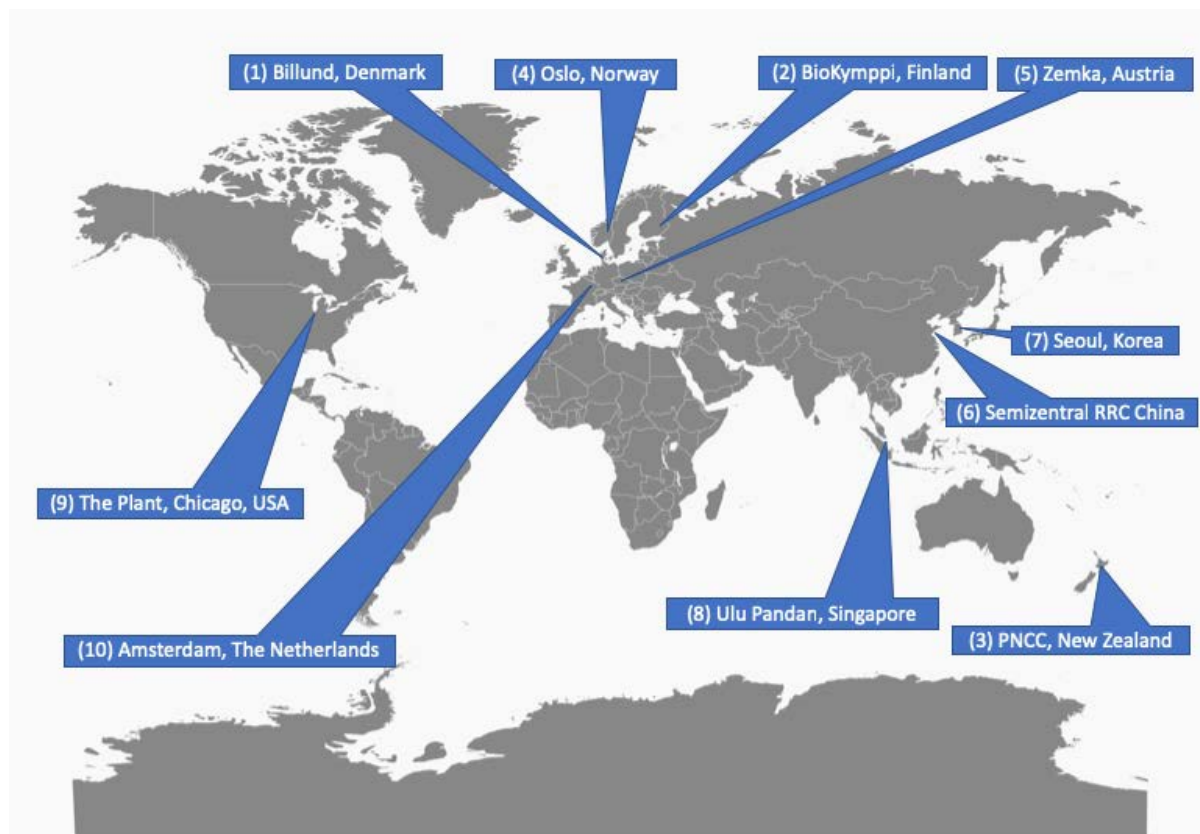 (1) Billund, Denmark
(4) Oslo, Norway
(2) BioKymppi, Finland
(5) Zemka, Austria
(7) Seoul, Korea
(6) Semizentral RRC China
(9) The Plant, Chicago, USA
(8) Ulu Pandan, Singapore
(10) Amsterdam, The Netherlands
(3) PNCC, New Zealand